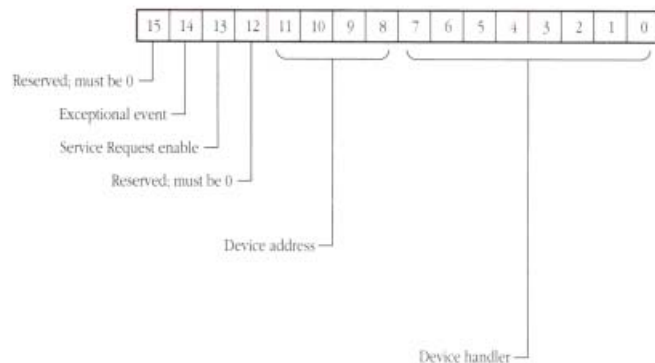 15 14 13 12 11 10 9 8 7 6 5 4 3 2 1 0
Reserved; must be 0
Exceptional event
Service Request enable
Reserved; must be 0
Device address
Device handler